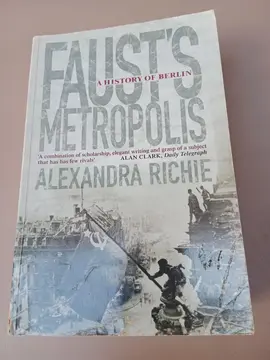 FAUST'S
A HISTORY OF BERLIN
METROPOLIS
'A combination of scholarship, elegant writing and grasp of a subject
that has has few rivals' ALAN CLARK, Daily Telegraph
ALEXANDRA RICHIE